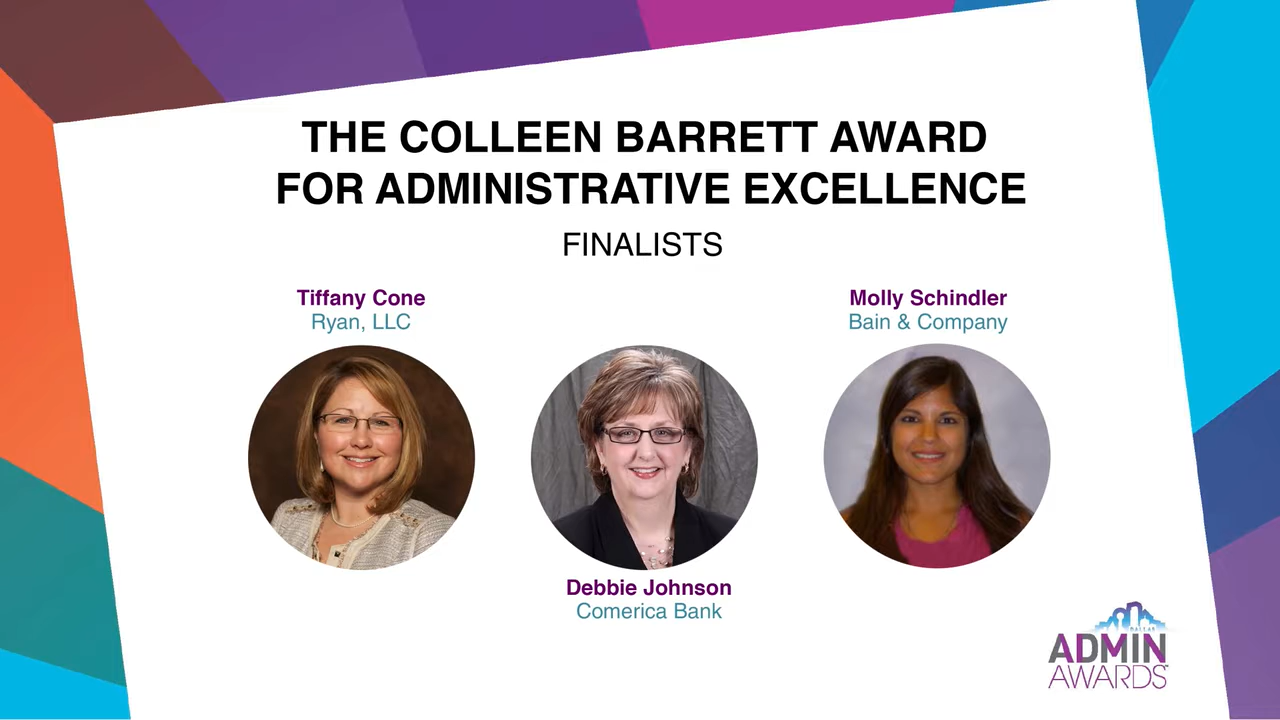 THE COLLEEN BARRETT AWARD
FOR ADMINISTRATIVE EXCELLENCE
FINALISTS
Tiffany Cone
Ryan, LLC
Molly Schindler
Bain & Company
Debbie Johnson
Comerica Bank
DALLAS
ADMIN
AWARDS